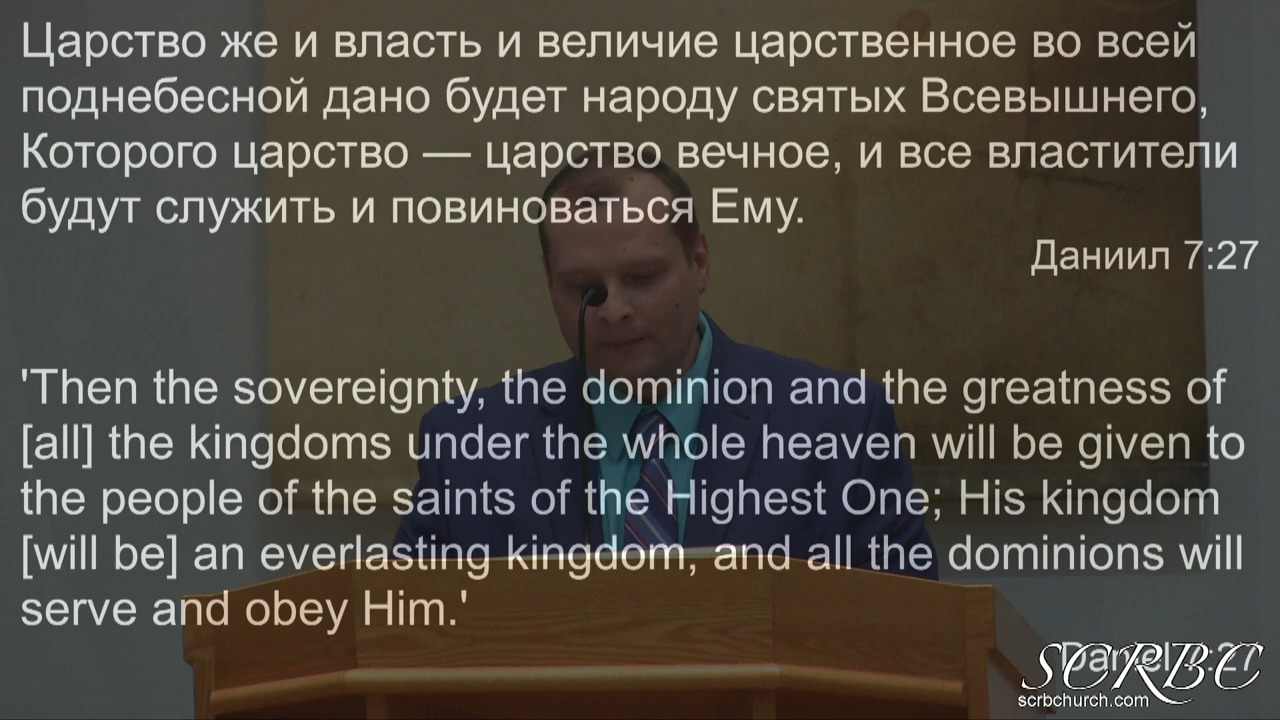 Царство же и власть и величие царственное во всей
поднебесной дано будет народу святых Всевышнего,
Которого царство — царство вечное, и все властители
будут служить и повиноваться Ему.
Даниил 7:27
'Then the sovereignty, the dominion and the greatness of
[all] the kingdoms under the whole heaven will be given to
the people of the saints of the Highest One; His kingdom
[will be] an everlasting kingdom, and all the dominions will
serve and obey Him.'
Daniel 7:27
SCRBC
scrbchurch.com